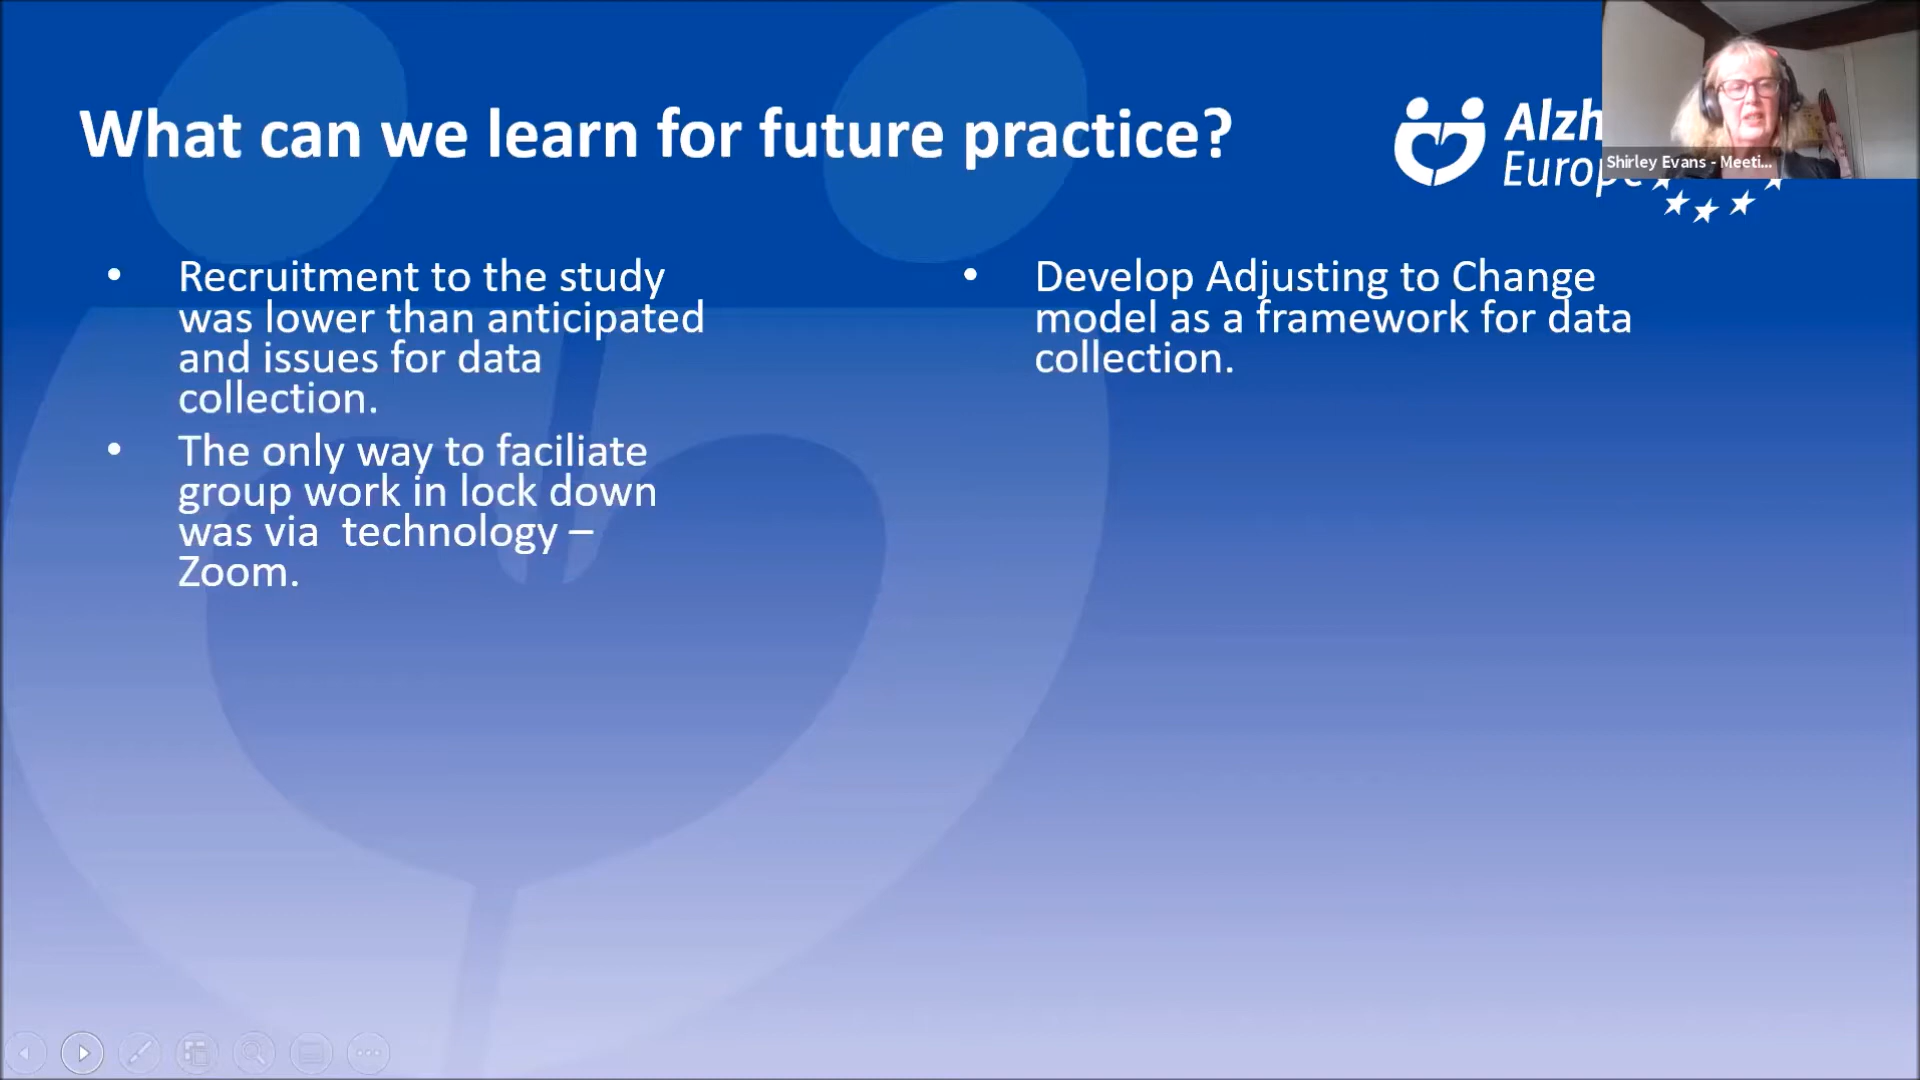 What can we learn for future practice?
Alzh
Europe
Shirley Evans - Meeti...
• Recruitment to the study
was lower than anticipated
and issues for data
collection.
• The only way to faciliate
group work in lock down
was via technology –
Zoom.
• Develop Adjusting to Change
model as a framework for data
collection.